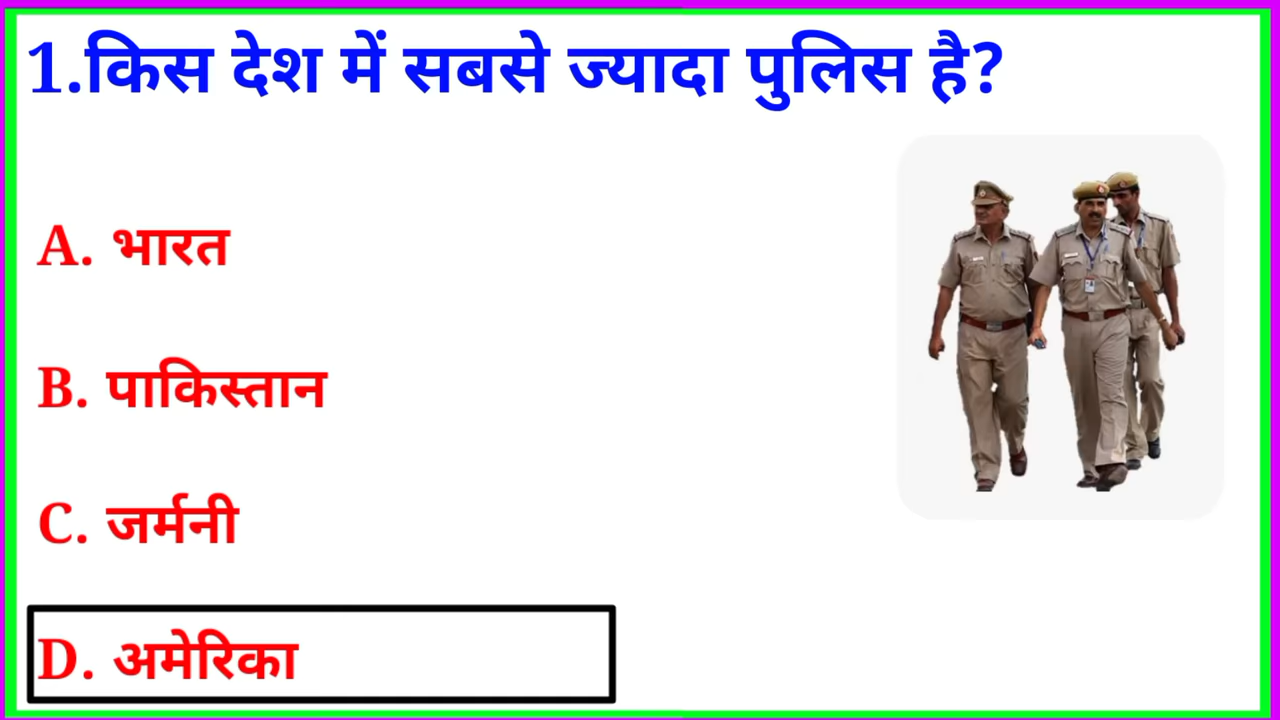 1.किस देश में सबसे ज्यादा पुलिस है?
A. भारत
B. पाकिस्तान
C. जर्मनी
D. अमेरिका